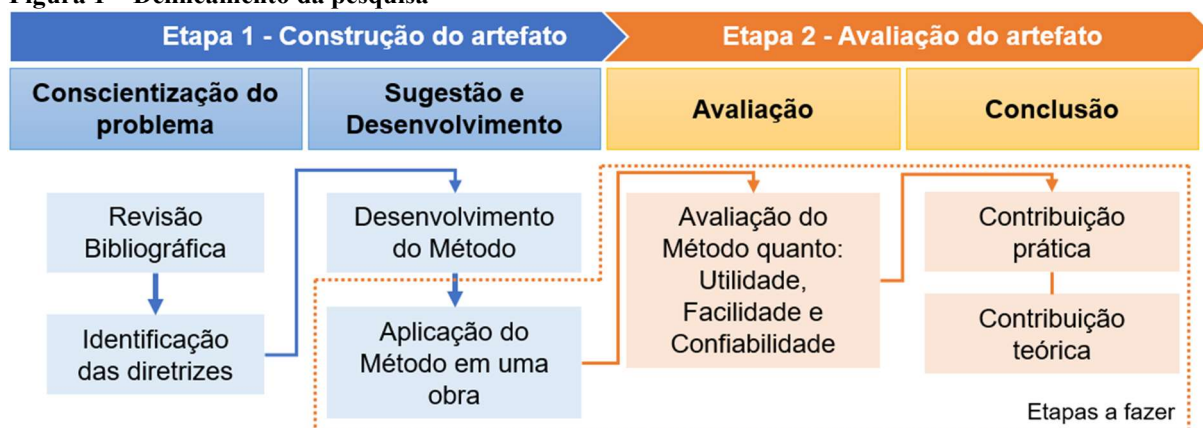 Figura 1 – Delineamento da pesquisa
Etapa 1 - Construção do artefato
Etapa 2 - Avaliação do artefato
Conscientização do
problema
Sugestão e
Desenvolvimento
Avaliação
Conclusão
Revisão
Bibliográfica
Identificação
das diretrizes
Desenvolvimento
do Método
Aplicação do
Método em uma
obra
Avaliação do
Método quanto:
Utilidade,
Facilidade e
Confiabilidade
Contribuição
prática
Contribuição
teórica
Etapas a fazer